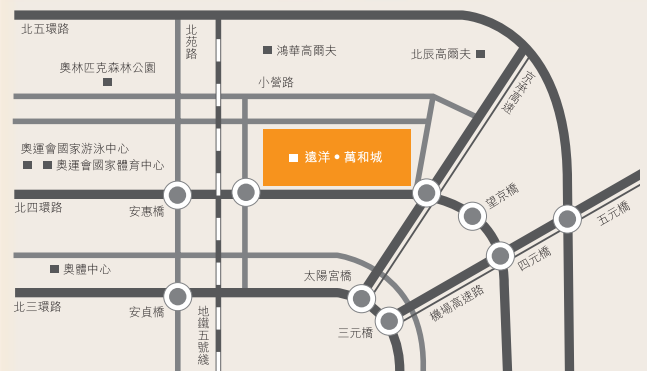 北五環路
北苑路
鴻華高爾夫
北辰高爾夫
奧林匹克森林公園
小營路
京承高速
奧運會國家游泳中心
奧運會國家體育中心
遠洋•萬和城
北四環路
安惠橋
望京橋
五元橋
四元橋
奧體中心
太陽宮橋
機場高速路
北三環路
安貞橋
地鐵五號綫
三元橋